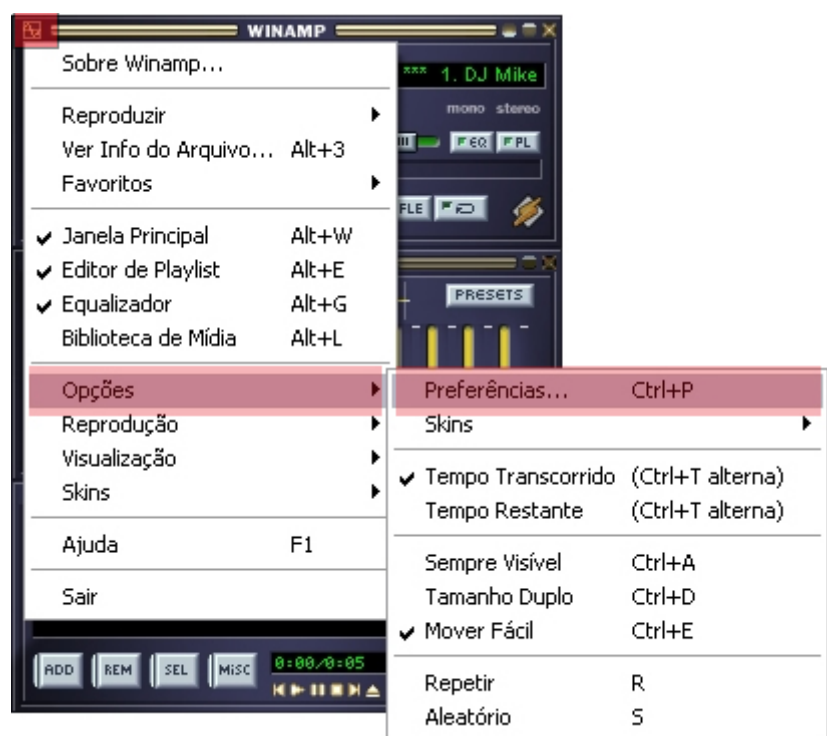 WINAMP
Sobre Winamp...
*** 1. DJ Mike
Reproduzir
mono stereo
Ver Info do Arquivo... Alt+3
EQ PL
Favoritos
FLE
Janela Principal Alt+W
Editor de Playlist Alt+E
Equalizador Alt+G
PRESETS
Biblioteca de Mídia Alt+L
Opções
Preferências... Ctrl+P
Reprodução
Skins
Visualização
Tempo Transcorrido (Ctrl+T alterna)
Skins
Tempo Restante (Ctrl+T alterna)
Ajuda F1
Sempre Visível Ctrl+A
Sair
Tamanho Duplo Ctrl+D
Mover Fácil Ctrl+E
ADD REM SEL MISC 0:00/0:05
Repetir R
Aleatório S